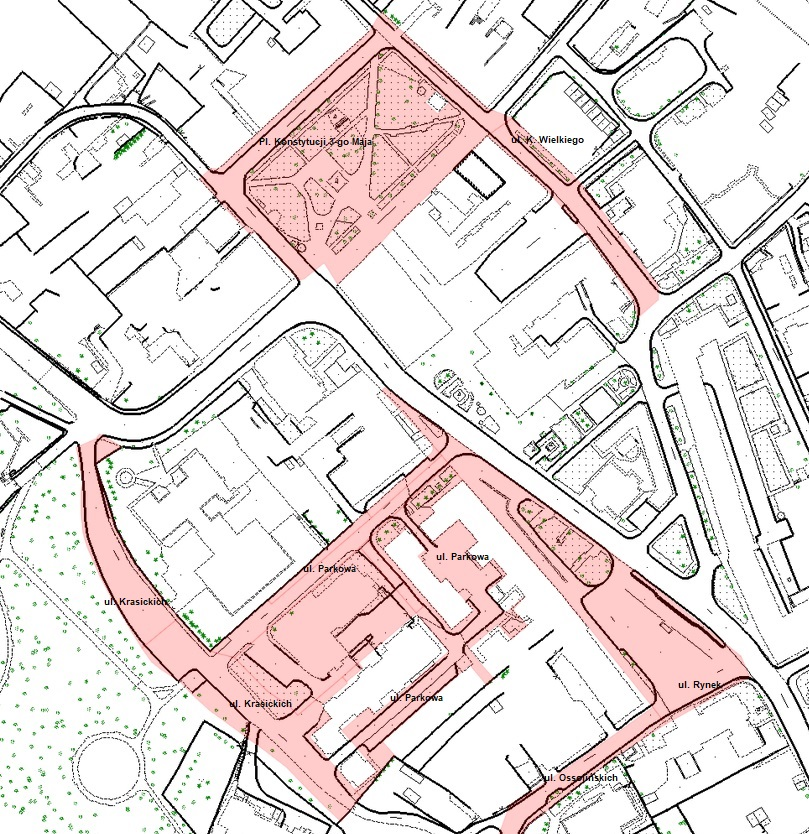 Pl. Konstytucji 3-go Maja
ul. K. Wielkiego
ul. Parkowa
ul. Parkowa
ul. Krasickich
ul. Rynek
ul. Parkowa
ul. Krasickich
ul. Ossolińskich